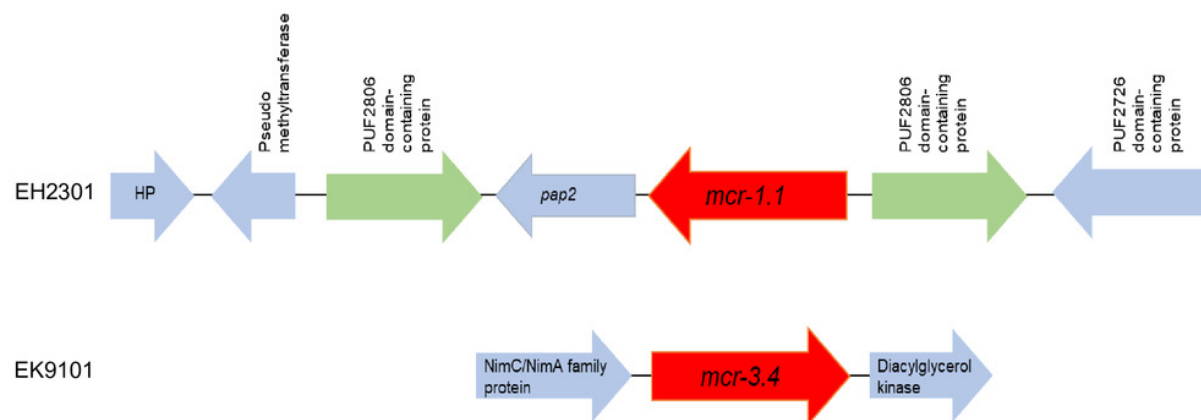 Pseudo
methyltransferase
PUF2806
domain-
containing
protein
PUF2806
domain-
containing
protein
PUF2726
domain-
containing
protein
EH2301
HP
pap2
mcr-1.1
EK9101
NimC/NimA family
protein
mcr-3.4
Diacylglycerol
kinase